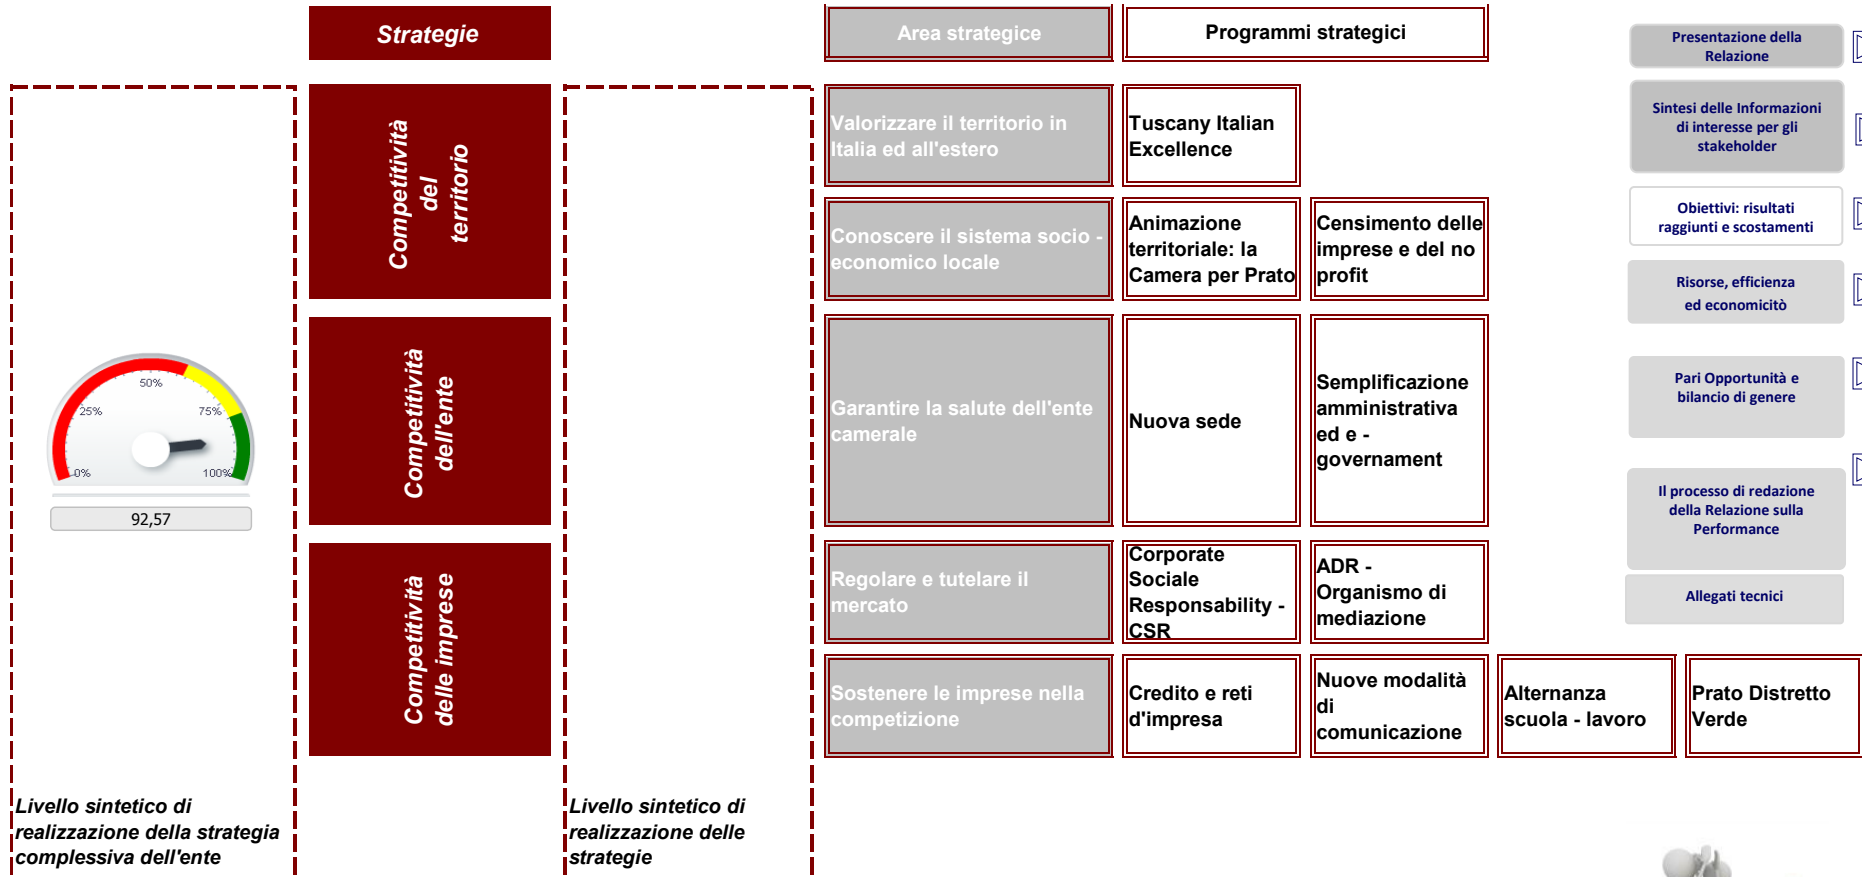 Strategie
Area strategice
Programmi strategici
Competitività
del
territorio
Valorizzare il territorio in
Italia ed all'estero
Tuscany Italian
Excellence
Conoscere il sistema socio -
economico locale
Animazione
territoriale: la
Camera per Prato
Censimento delle
imprese e del no
profit
Competitività
dell'ente
Garantire la salute dell'ente
camerale
Nuova sede
Semplificazione
amministrativa
ed e -
governament
Competitività
delle imprese
Regolare e tutelare il
mercato
Corporate
Sociale
Responsability -
CSR
ADR -
Organismo di
mediazione
Sostenere le imprese nella
competizione
Credito e reti
d'impresa
Nuove modalità
di
comunicazione
Alternanza
scuola - lavoro
Prato Distretto
Verde
0%
25%
50%
75%
100%
92,57
Livello sintetico di
realizzazione della strategia
complessiva dell'ente
Livello sintetico di
realizzazione delle
strategie
Presentazione della
Relazione
Sintesi delle Informazioni
di interesse per gli
stakeholder
Obiettivi: risultati
raggiunti e scostamenti
Risorse, efficienza
ed economicitò
Pari Opportunità e
bilancio di genere
Il processo di redazione
della Relazione sulla
Performance
Allegati tecnici